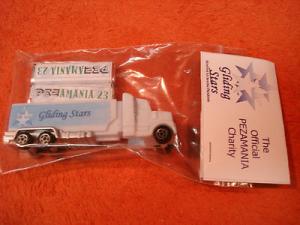 PEZAMANIA 23
PEZAMANIA 23
Gliding Stars
Gliding
Stars
The
Official
PEZAMANIA
Charity